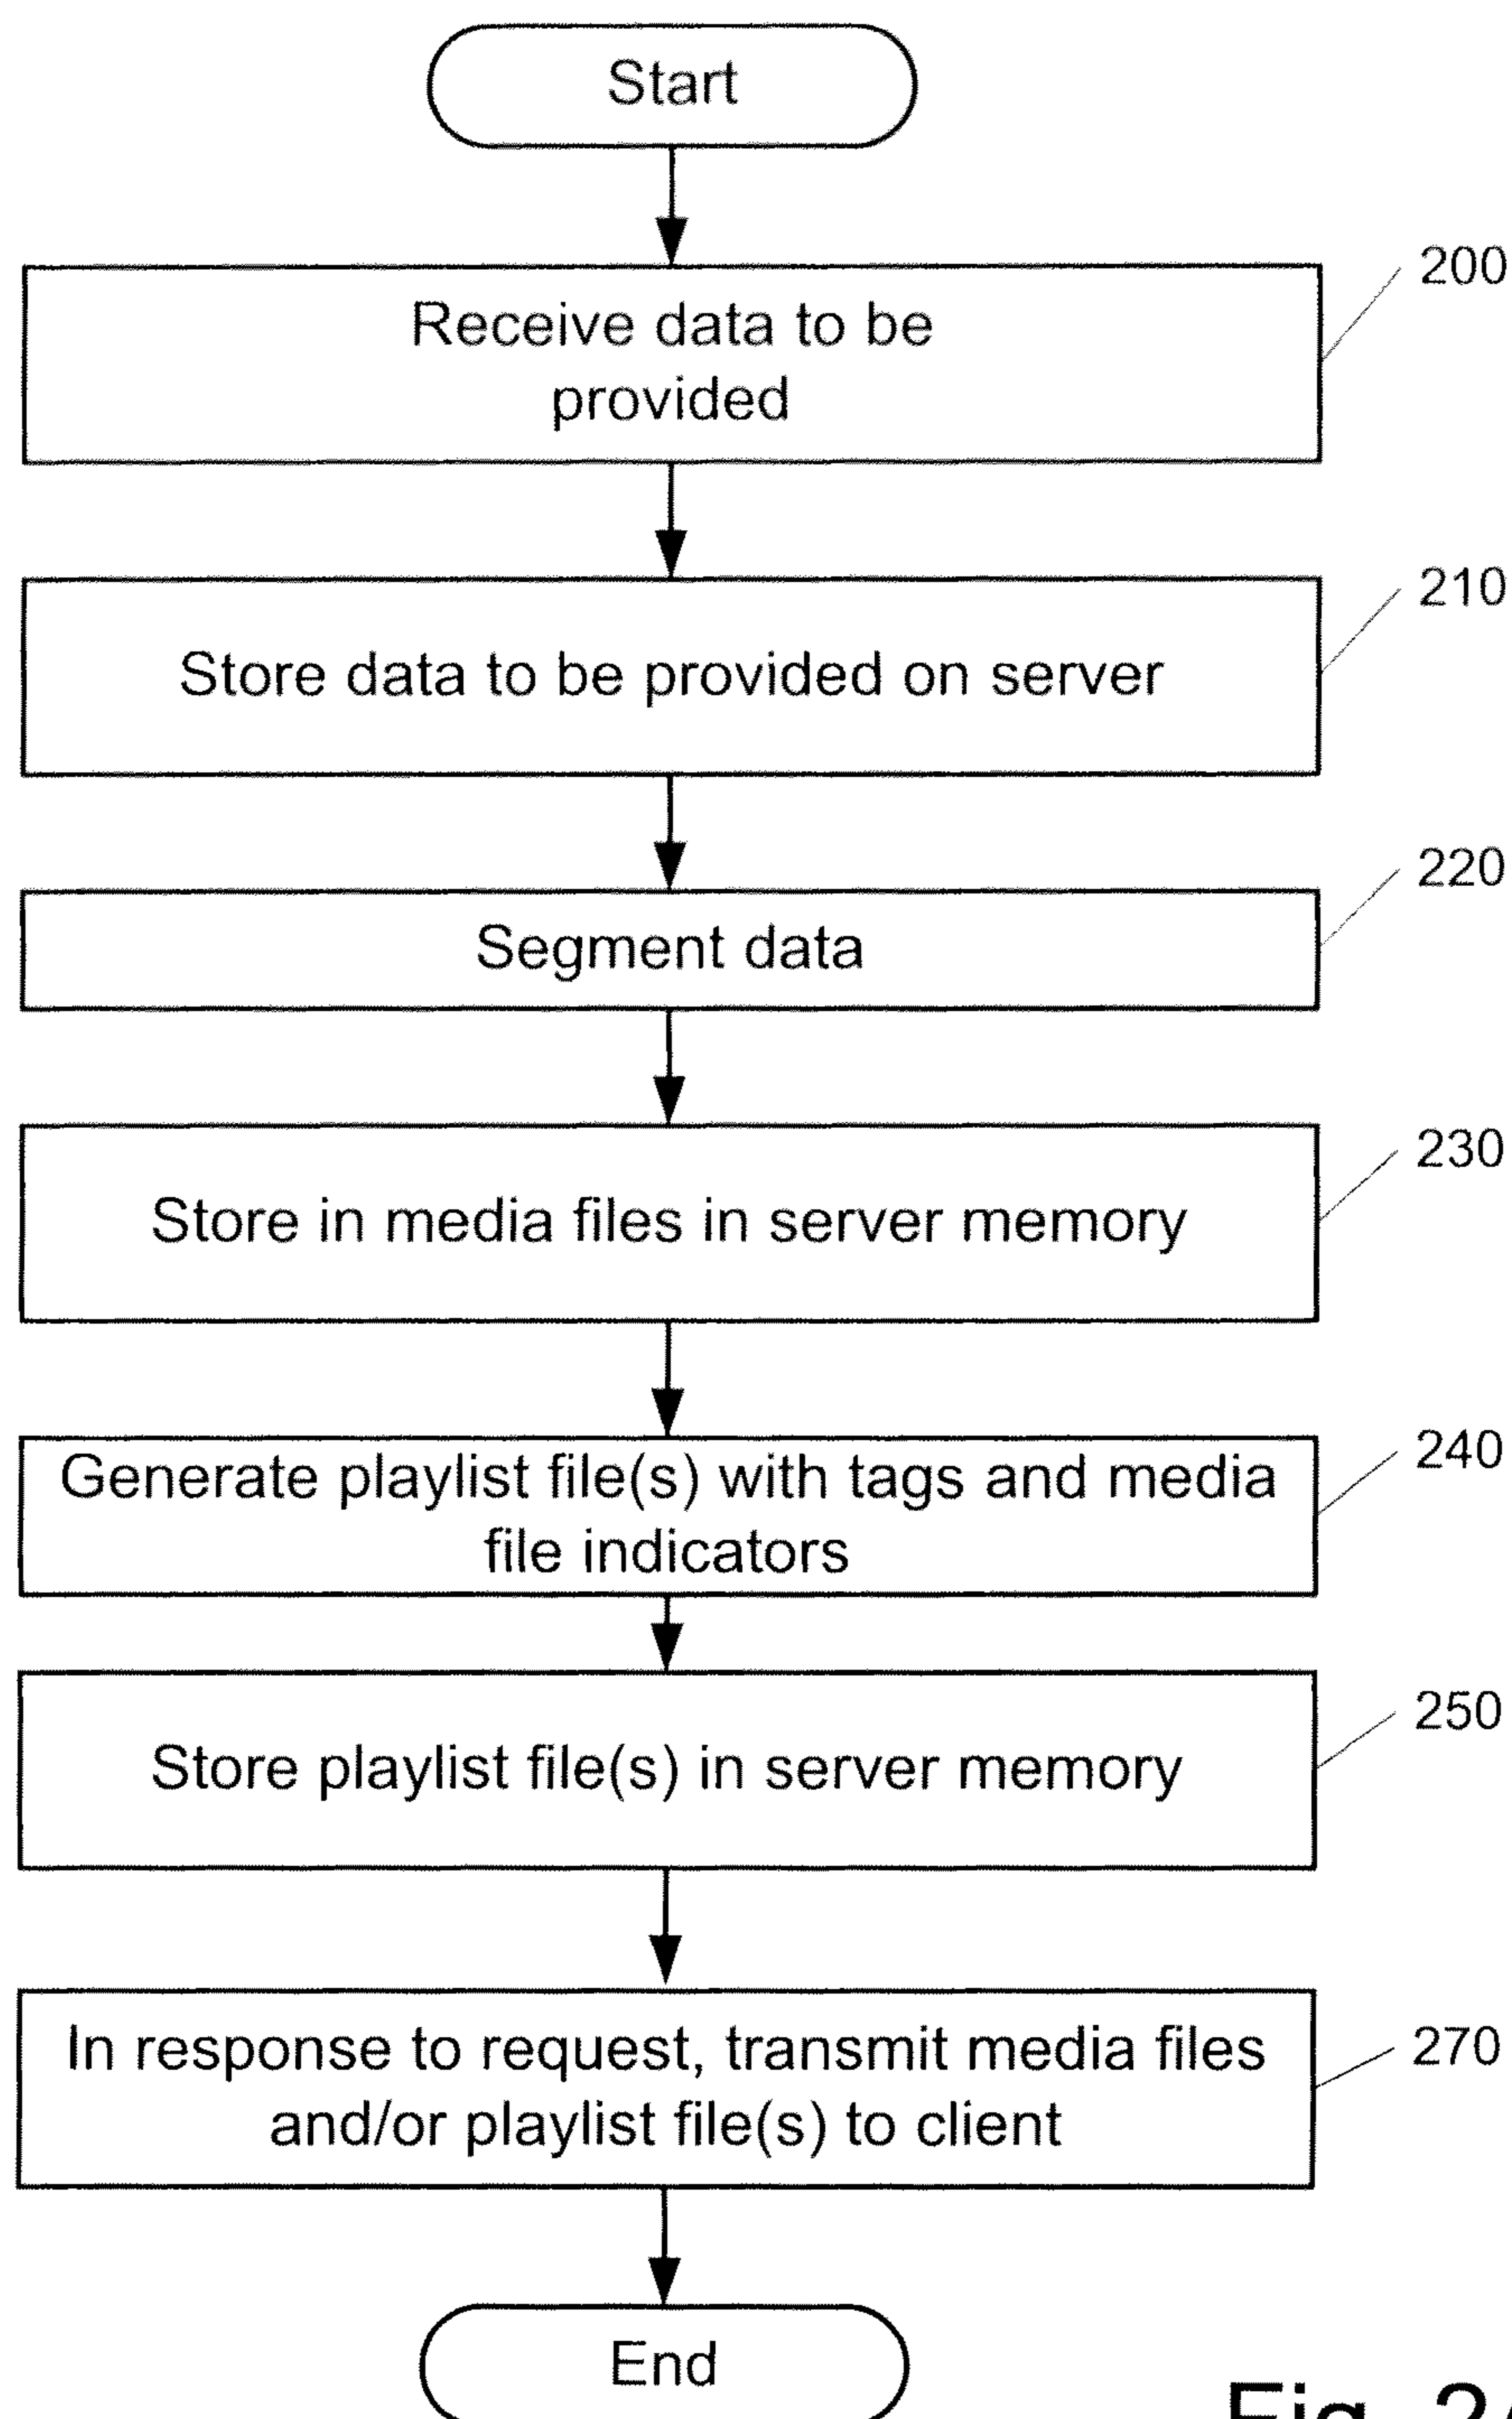 Start
200
Receive data to be
provided
210
Store data to be provided on server
220
Segment data
230
Store in media files in server memory
240
Generate playlist file(s) with tags and media
file indicators
250
Store playlist file(s) in server memory
270
In response to request, transmit media files
and/or playlist file(s) to client
End
Fig.